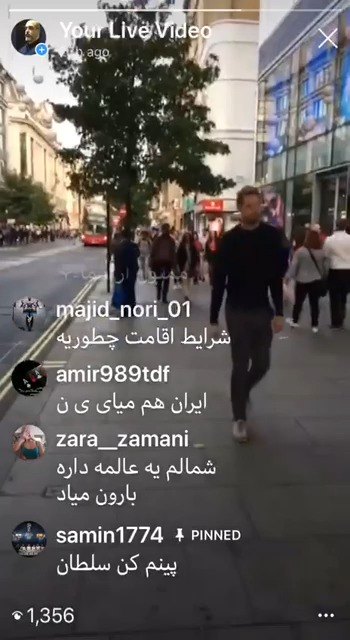 Your Live Video
h ago
majid_nori_01
شرایط اقامت چطوریه
amir989tdf
ایران هم میای ی ن
zara__zamani
شمالم یه عالمه داره
بارون میاد
samin1774 PINNED
پینم کن سلطان
1,356